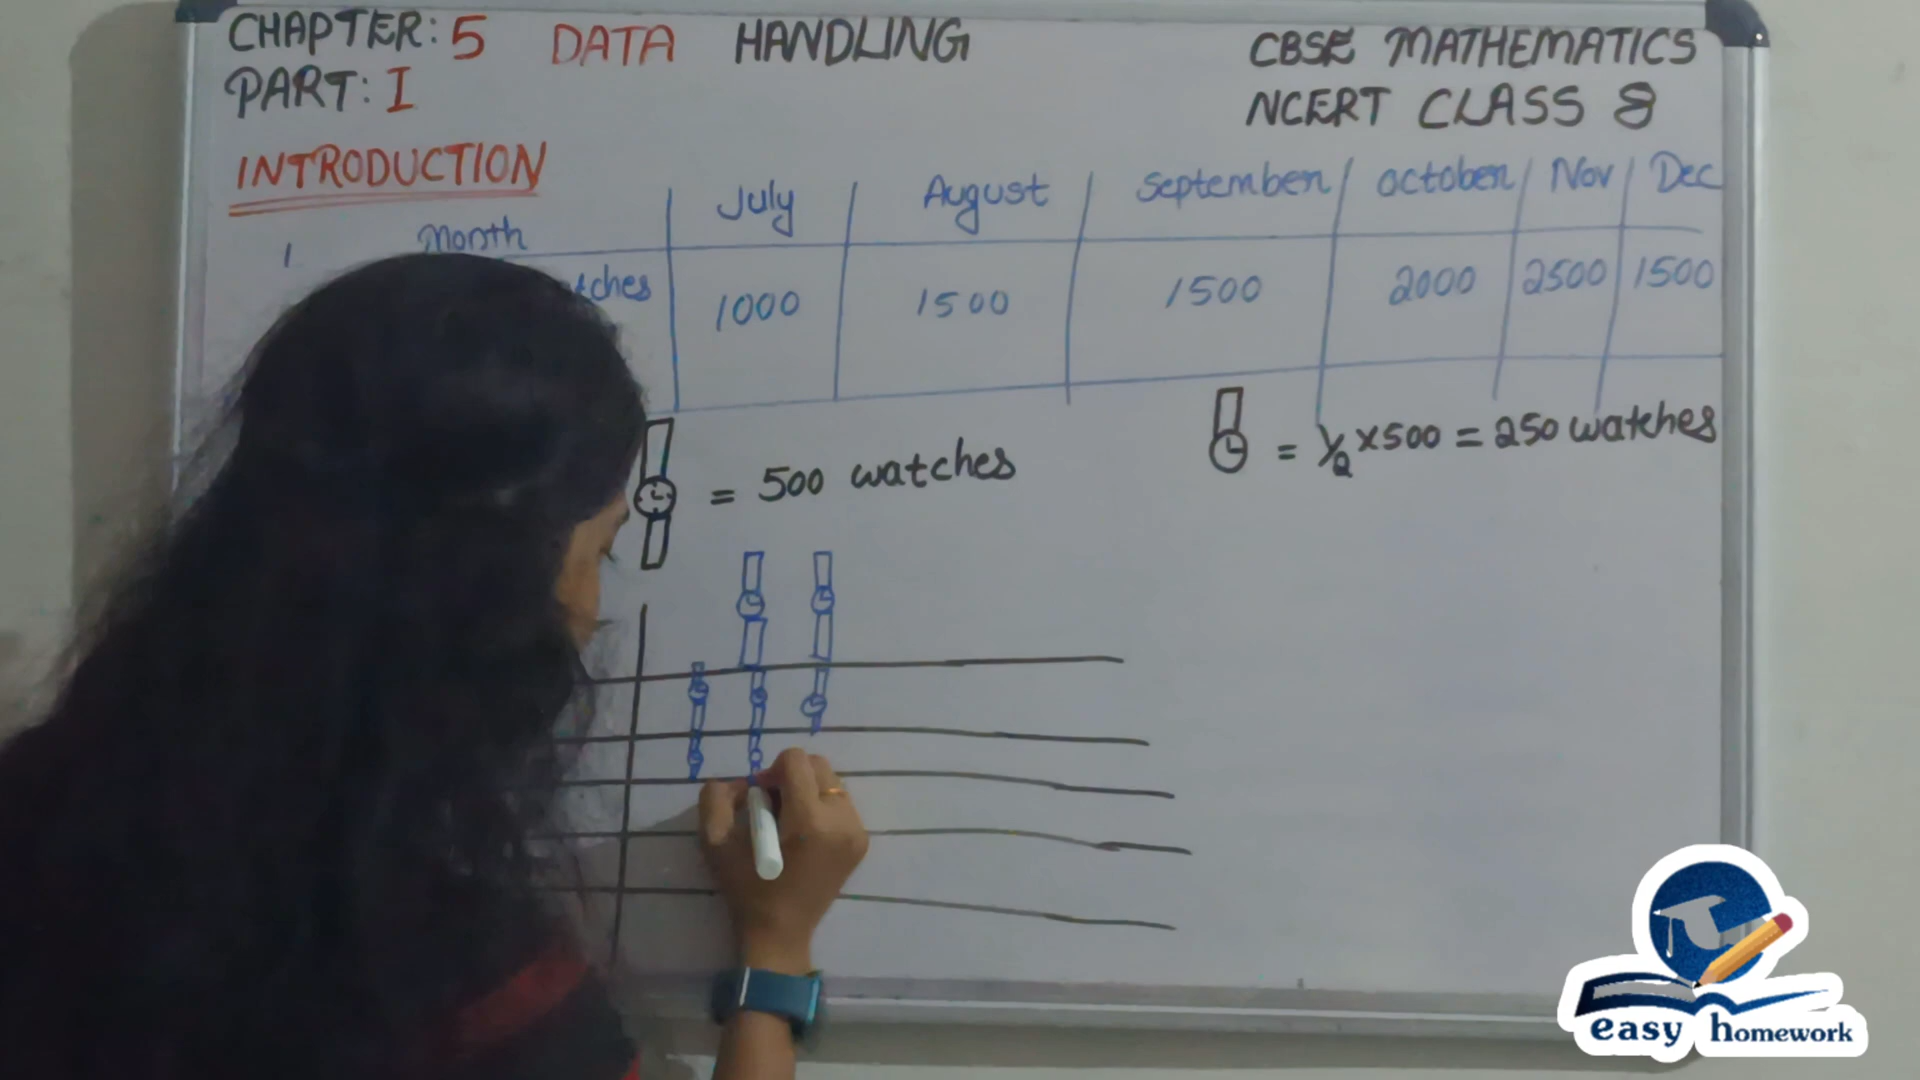 CHAPTER: 5 DATA HANDLING
CBSE MATHEMATICS
PART: I
NCERT CLASS 8
INTRODUCTION
Month July August September October Nov Dec
1000 1500 1500 2000 2500 1500
= 500 watches
= 1/2 x 500 = 250 watches
easy homework